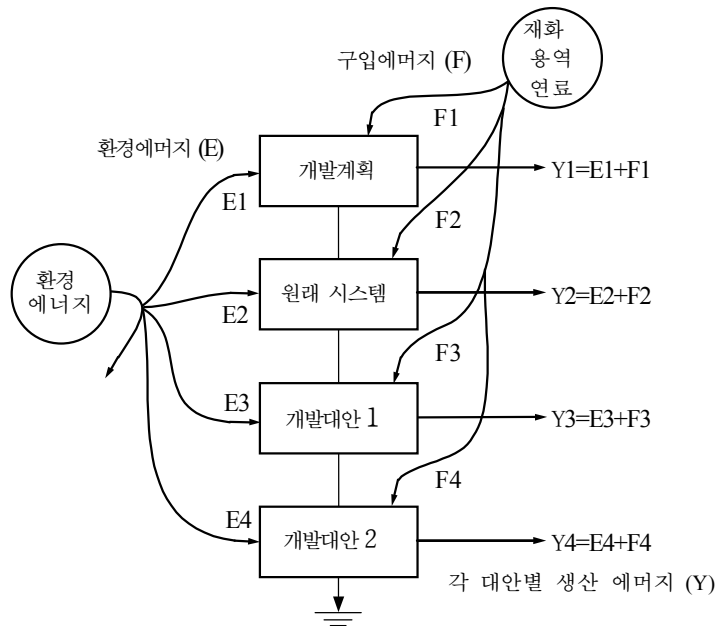 재화
용역
연료
구입에머지 (F)
F1
환경에머지 (E)
개발계획
Y1=E1+F1
E1
F2
환경
에너지
원래 시스템
Y2=E2+F2
E2
F3
E3
개발대안 1
Y3=E3+F3
F4
E4
개발대안 2
Y4=E4+F4
각 대안별 생산 에머지 (Y)